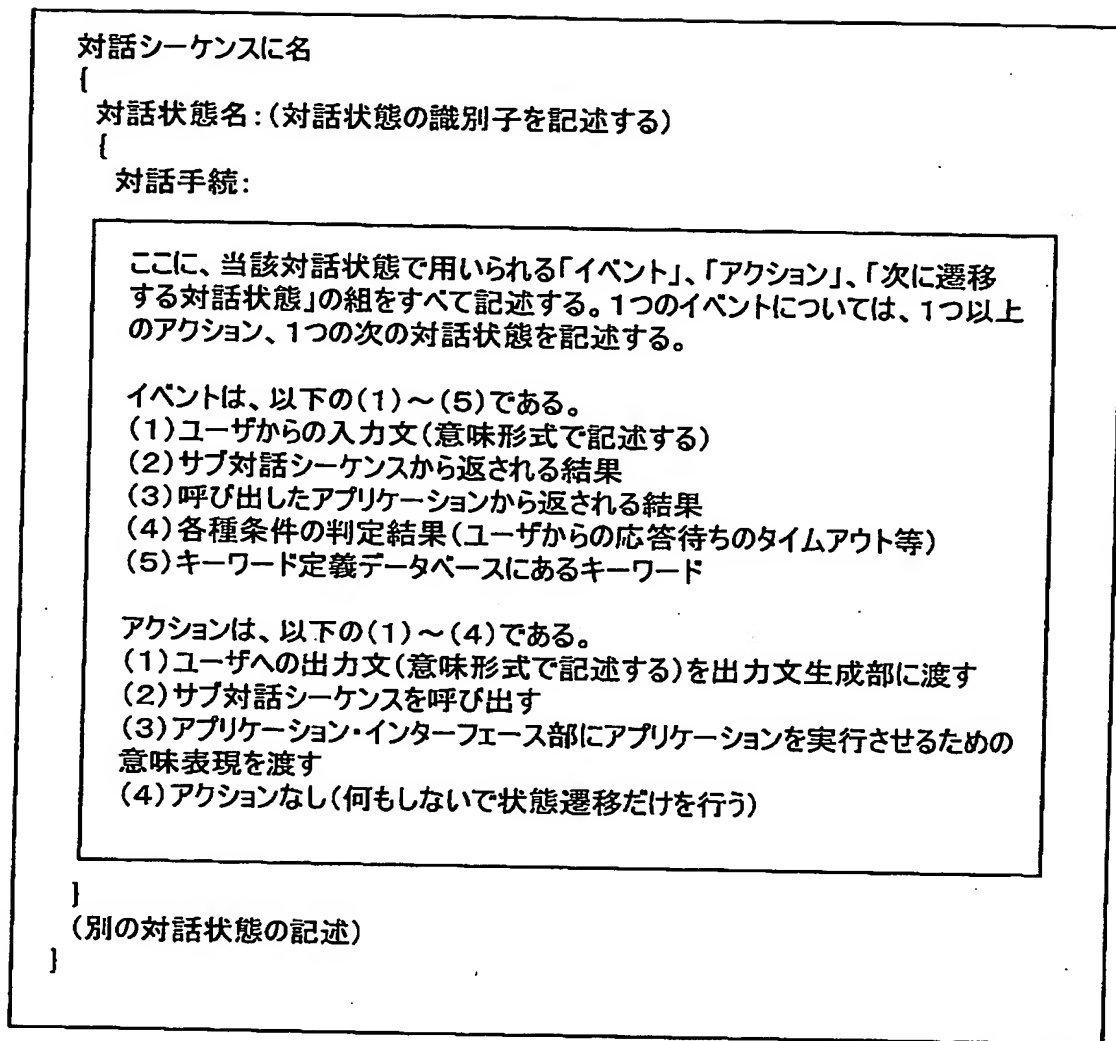 対話シーケンスに名
{
対話状態名:(対話状態の識別子を記述する)
{
対話手続:
ここに、当該対話状態で用いられる「イベント」、「アクション」、「次に遷移
する対話状態」の組をすべて記述する。1つのイベントについては、1つ以上
のアクション、1つの次の対話状態を記述する。
イベントは、以下の(1)~(5)である。
(1)ユーザからの入力文(意味形式で記述する)
(2)サブ対話シーケンスから返される結果
(3)呼び出したアプリケーションから返される結果
(4)各種条件の判定結果(ユーザからの応答待ちのタイムアウト等)
(5)キーワード定義データベースにあるキーワード
アクションは、以下の(1)~(4)である。
(1)ユーザへの出力文(意味形式で記述する)を出力文生成部に渡す
(2)サブ対話シーケンスを呼び出す
(3)アプリケーション・インターフェース部にアプリケーションを実行させるための
意味表現を渡す
(4)アクションなし(何もしないで状態遷移だけを行う)
}
(別の対話状態の記述)
}